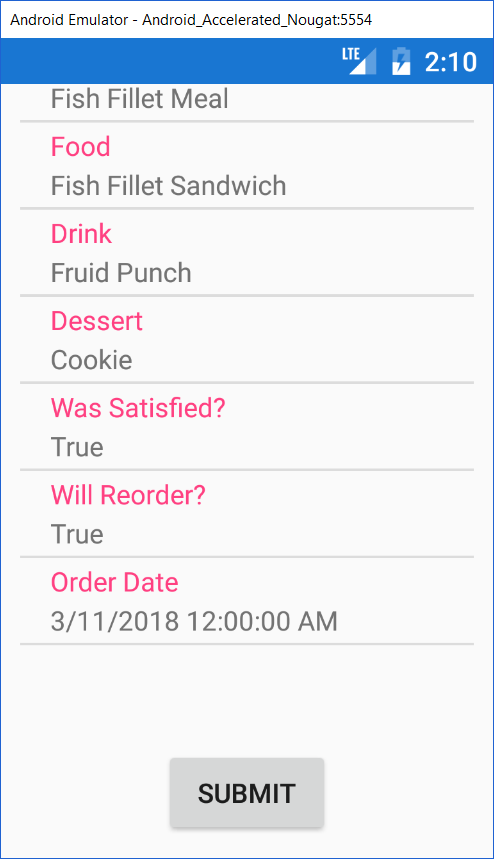 Android Emulator - Android_Accelerated_Nougat:5554
LTE 2:10
Fish Fillet Meal
Food
Fish Fillet Sandwich
Drink
Fruid Punch
Dessert
Cookie
Was Satisfied?
True
Will Reorder?
True
Order Date
3/11/2018 12:00:00 AM
SUBMIT